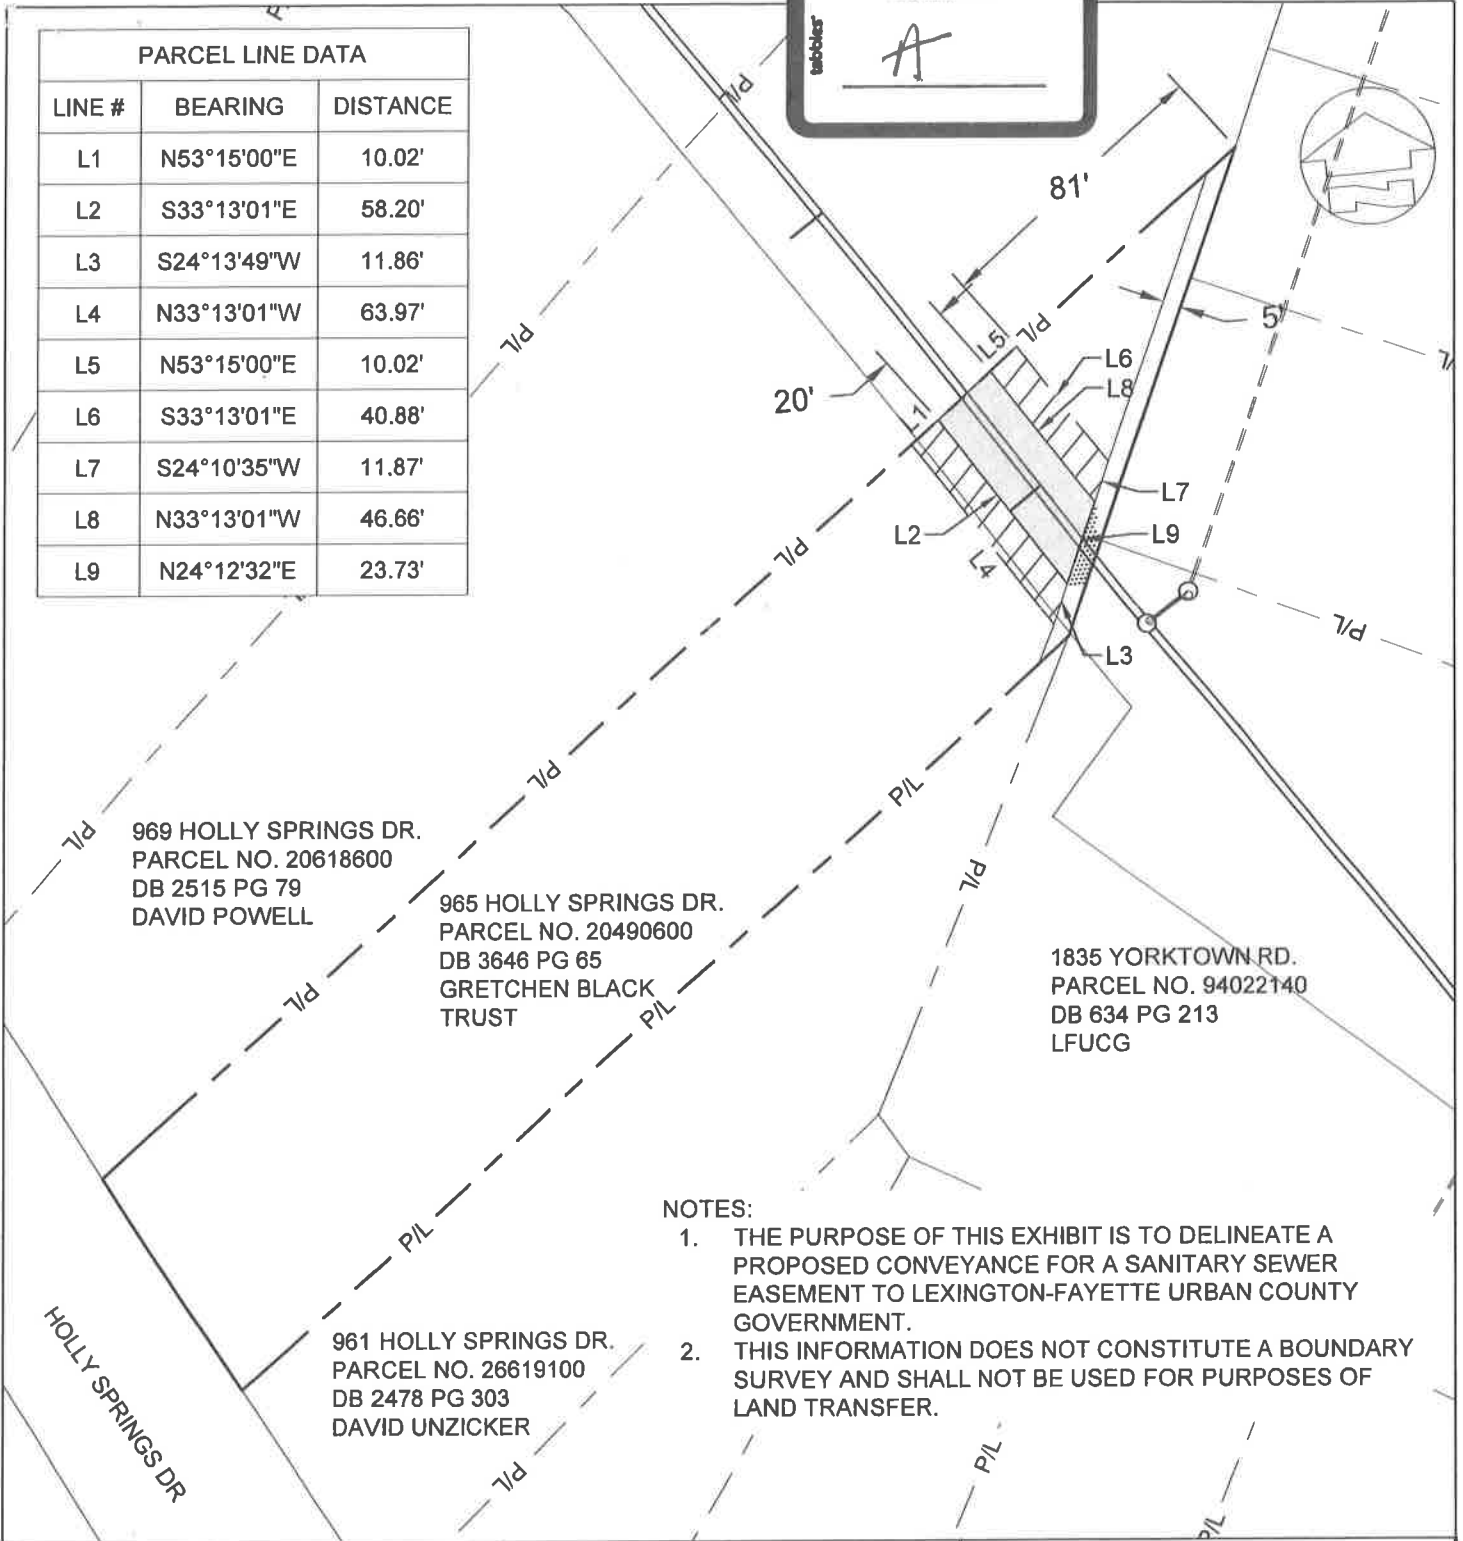 PARCEL LINE DATA
LINE # BEARING DISTANCE
L1 N53°15'00"E 10.02'
L2 S33°13'01"E 58.20'
L3 S24°13'49"W 11.86'
L4 N33°13'01"W 63.97'
L5 N53°15'00"E 10.02'
L6 S33°13'01"E 40.88'
L7 S24°10'35"W 11.87'
L8 N33°13'01"W 46.66'
L9 N24°12'32"E 23.73'
tabbies
A
P/L
81'
5'
P/L
P/L
L5
L6
L8
20'
L1
L7
L2
L9
L4
P/L
P/L
L3
P/L
P/L
P/L
P/L
969 HOLLY SPRINGS DR.
PARCEL NO. 20618600
DB 2515 PG 79
DAVID POWELL
P/L
965 HOLLY SPRINGS DR.
PARCEL NO. 20490600
DB 3646 PG 65
GRETCHEN BLACK
TRUST
P/L
P/L
1835 YORKTOWN RD.
PARCEL NO. 94022140
DB 634 PG 213
LFUCG
P/L
NOTES:
1. THE PURPOSE OF THIS EXHIBIT IS TO DELINEATE A
PROPOSED CONVEYANCE FOR A SANITARY SEWER
EASEMENT TO LEXINGTON-FAYETTE URBAN COUNTY
GOVERNMENT.
2. THIS INFORMATION DOES NOT CONSTITUTE A BOUNDARY
SURVEY AND SHALL NOT BE USED FOR PURPOSES OF
LAND TRANSFER.
HOLLY SPRINGS DR
961 HOLLY SPRINGS DR.
PARCEL NO. 26619100
DB 2478 PG 303
DAVID UNZICKER
P/L
P/L
P/L